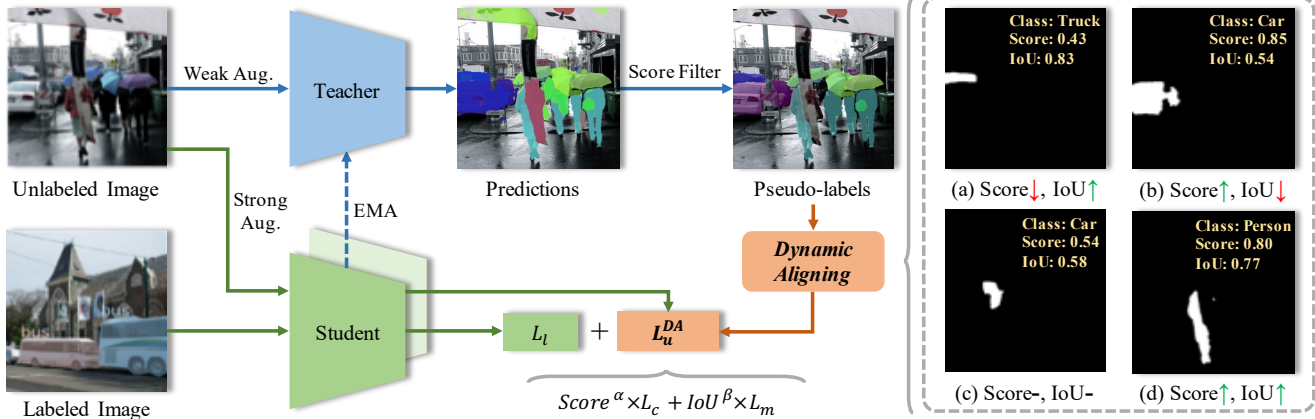 Weak Aug.
Teacher
Score Filter
Unlabeled Image
Predictions
Pseudo-labels
Strong
Aug.
EMA
Dynamic
Aligning
bus
bus
Student
L_l
+
L_u^DA
Labeled Image
Score^α×L_c + IoU^β×L_m
Class: Truck
Score: 0.43
IoU: 0.83
(a) Score↓, IoU↑
Class: Car
Score: 0.85
IoU: 0.54
(b) Score↑, IoU↓
Class: Car
Score: 0.54
IoU: 0.58
(c) Score-, IoU-
Class: Person
Score: 0.80
IoU: 0.77
(d) Score↑, IoU↑